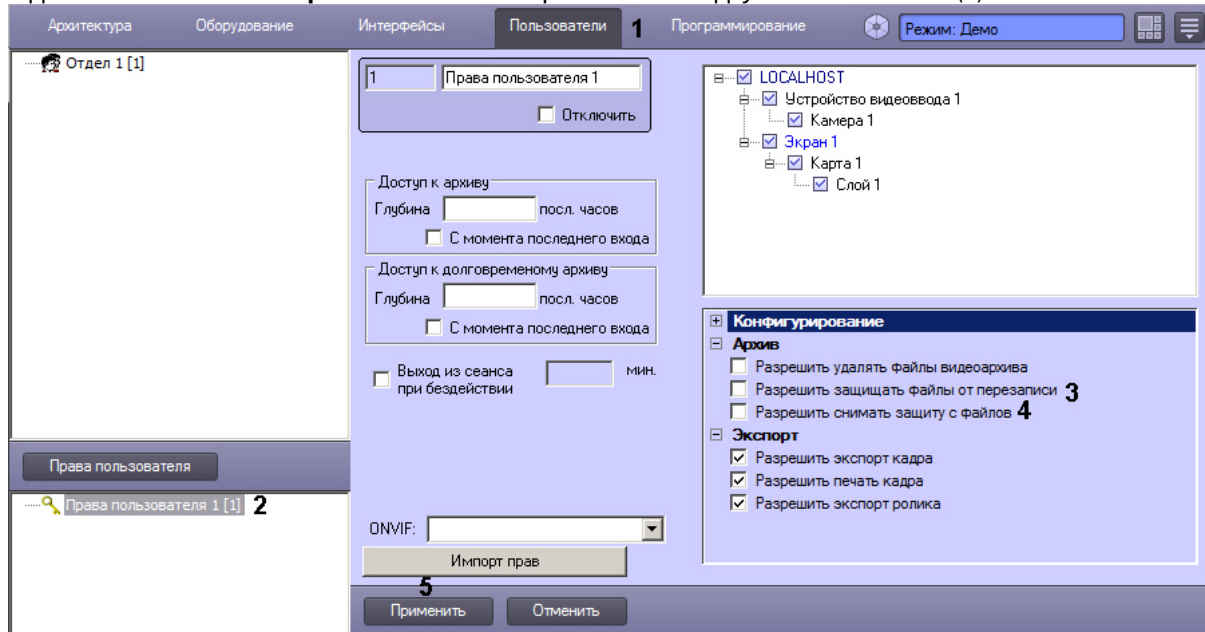 Архитектура Оборудование Интерфейсы Пользователи 1 Программирование Режим: Демо
Отдел 1 [1]
Права пользователя
Права пользователя 1 [1] 2
1 Права пользователя 1
Отключить
Доступ к архиву
Глубина посл. часов
С момента последнего входа
Доступ к долговременому архиву
Глубина посл. часов
С момента последнего входа
Выход из сеанса мин.
при бездействии
ONVIF:
Импорт прав
5
Применить Отменить
LOCALHOST
Устройство видеоввода 1
Камера 1
Экран 1
Карта 1
Слой 1
Конфигурирование
Архив
Разрешить удалять файлы видеоархива
Разрешить защищать файлы от перезаписи 3
Разрешить снимать защиту с файлов 4
Экспорт
Разрешить экспорт кадра
Разрешить печать кадра
Разрешить экспорт ролика